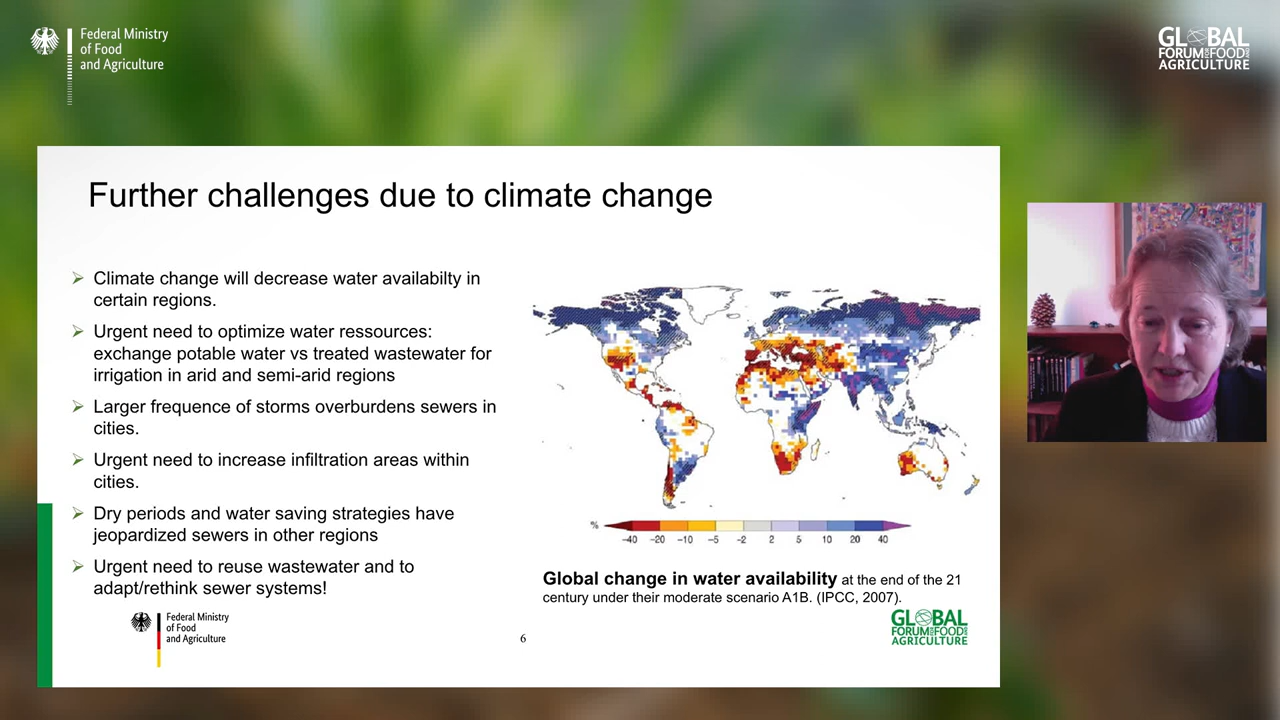 Federal Ministry
of Food
and Agriculture
GLOBAL
FORUM FOR FOOD AND
AGRICULTURE
Further challenges due to climate change
Climate change will decrease water availabilty in
certain regions.
Urgent need to optimize water ressources:
exchange potable water vs treated wastewater for
irrigation in arid and semi-arid regions
Larger frequence of storms overburdens sewers in
cities.
Urgent need to increase infiltration areas within
cities.
Dry periods and water saving strategies have
jeopardized sewers in other regions
Urgent need to reuse wastewater and to
adapt/rethink sewer systems!
%
-40 -20 -10 -5 -2 2 5 10 20 40
Global change in water availability at the end of the 21
century under their moderate scenario A1B. (IPCC, 2007).
Federal Ministry
of Food
and Agriculture
6
GLOBAL
FORUM FOR FOOD AND
AGRICULTURE